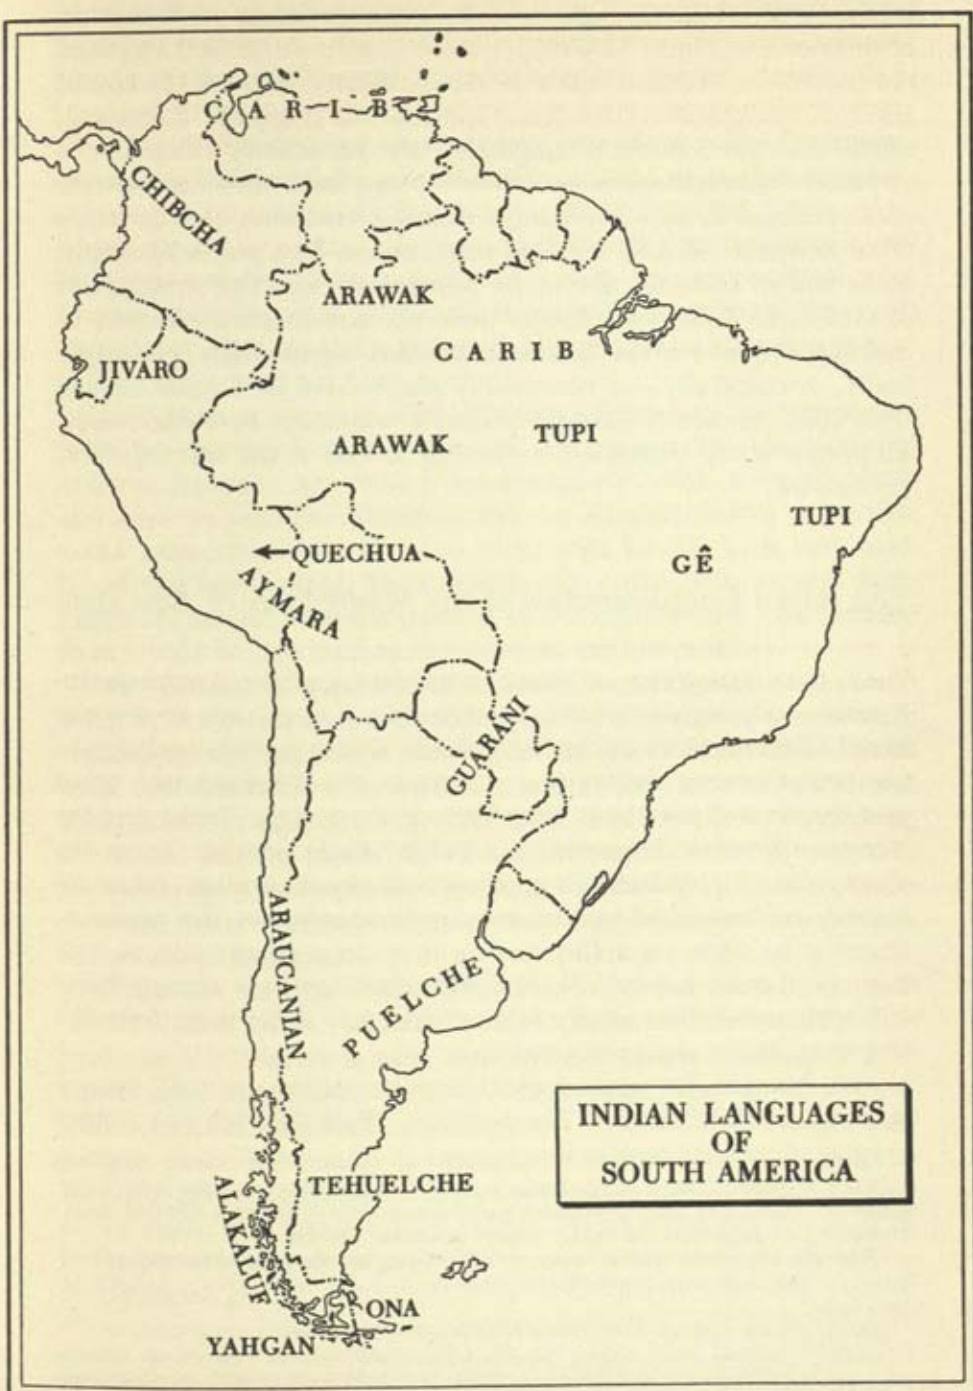 CARIB
CHIBCHA
ARAWAK
CARIB
JIVARO
ARAWAK
TUPI
TUPI
QUECHUA
GÊ
AYMARA
GUARANI
ARAUCANIAN
PUELCHE
INDIAN LANGUAGES
OF
SOUTH AMERICA
TEHUELCHE
ALAKALUF
ONA
YAHGAN